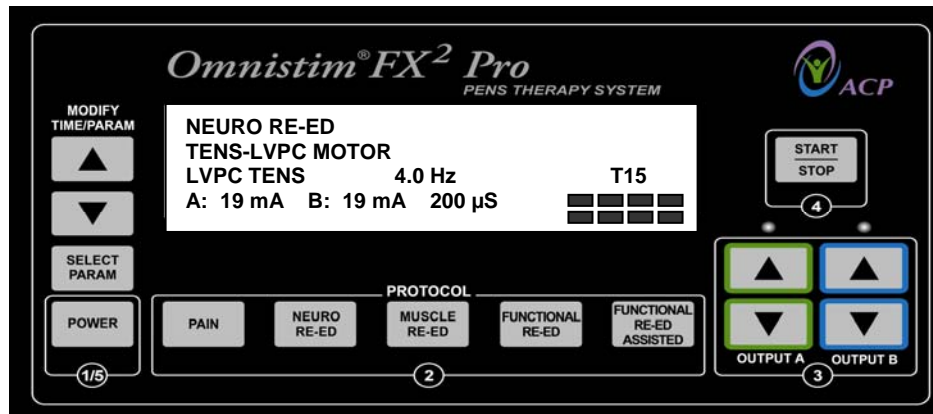 Omnistim® FX² Pro
PENS THERAPY SYSTEM
ACP
MODIFY
TIME/PARAM
NEURO RE-ED
TENS-LVPC MOTOR
LVPC TENS 4.0 Hz T15
A: 19 mA B: 19 mA 200 µS
START
STOP
4
SELECT
PARAM
POWER
1/5
PROTOCOL
PAIN
NEURO
RE-ED
MUSCLE
RE-ED
FUNCTIONAL
RE-ED
FUNCTIONAL
RE-ED
ASSISTED
2
OUTPUT A OUTPUT B
3